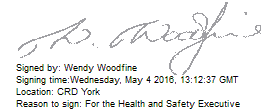 W. Woodfine
Signed by: Wendy Woodfine
Signing time:Wednesday, May 4 2016, 13:12:37 GMT
Location: CRD York
Reason to sign: For the Health and Safety Executive